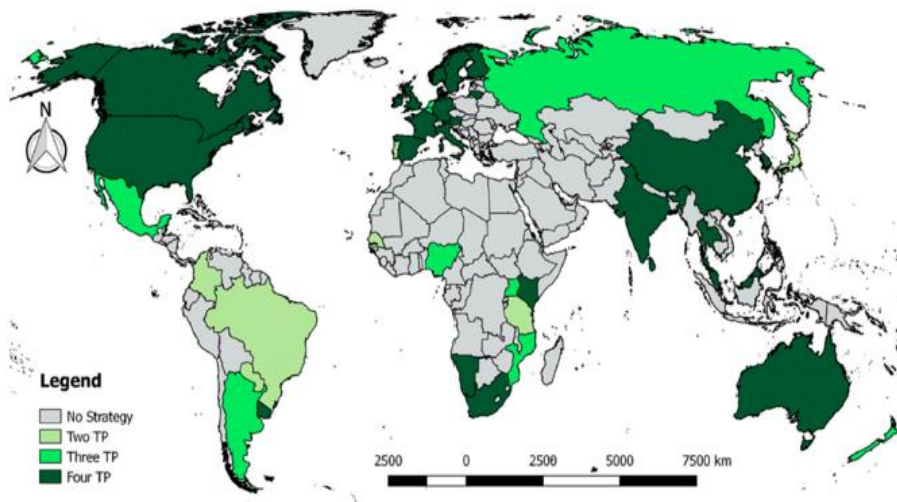 N
Legend
No Strategy
Two TP
Three TP
Four TP
2500 0 2500 5000 7500 km